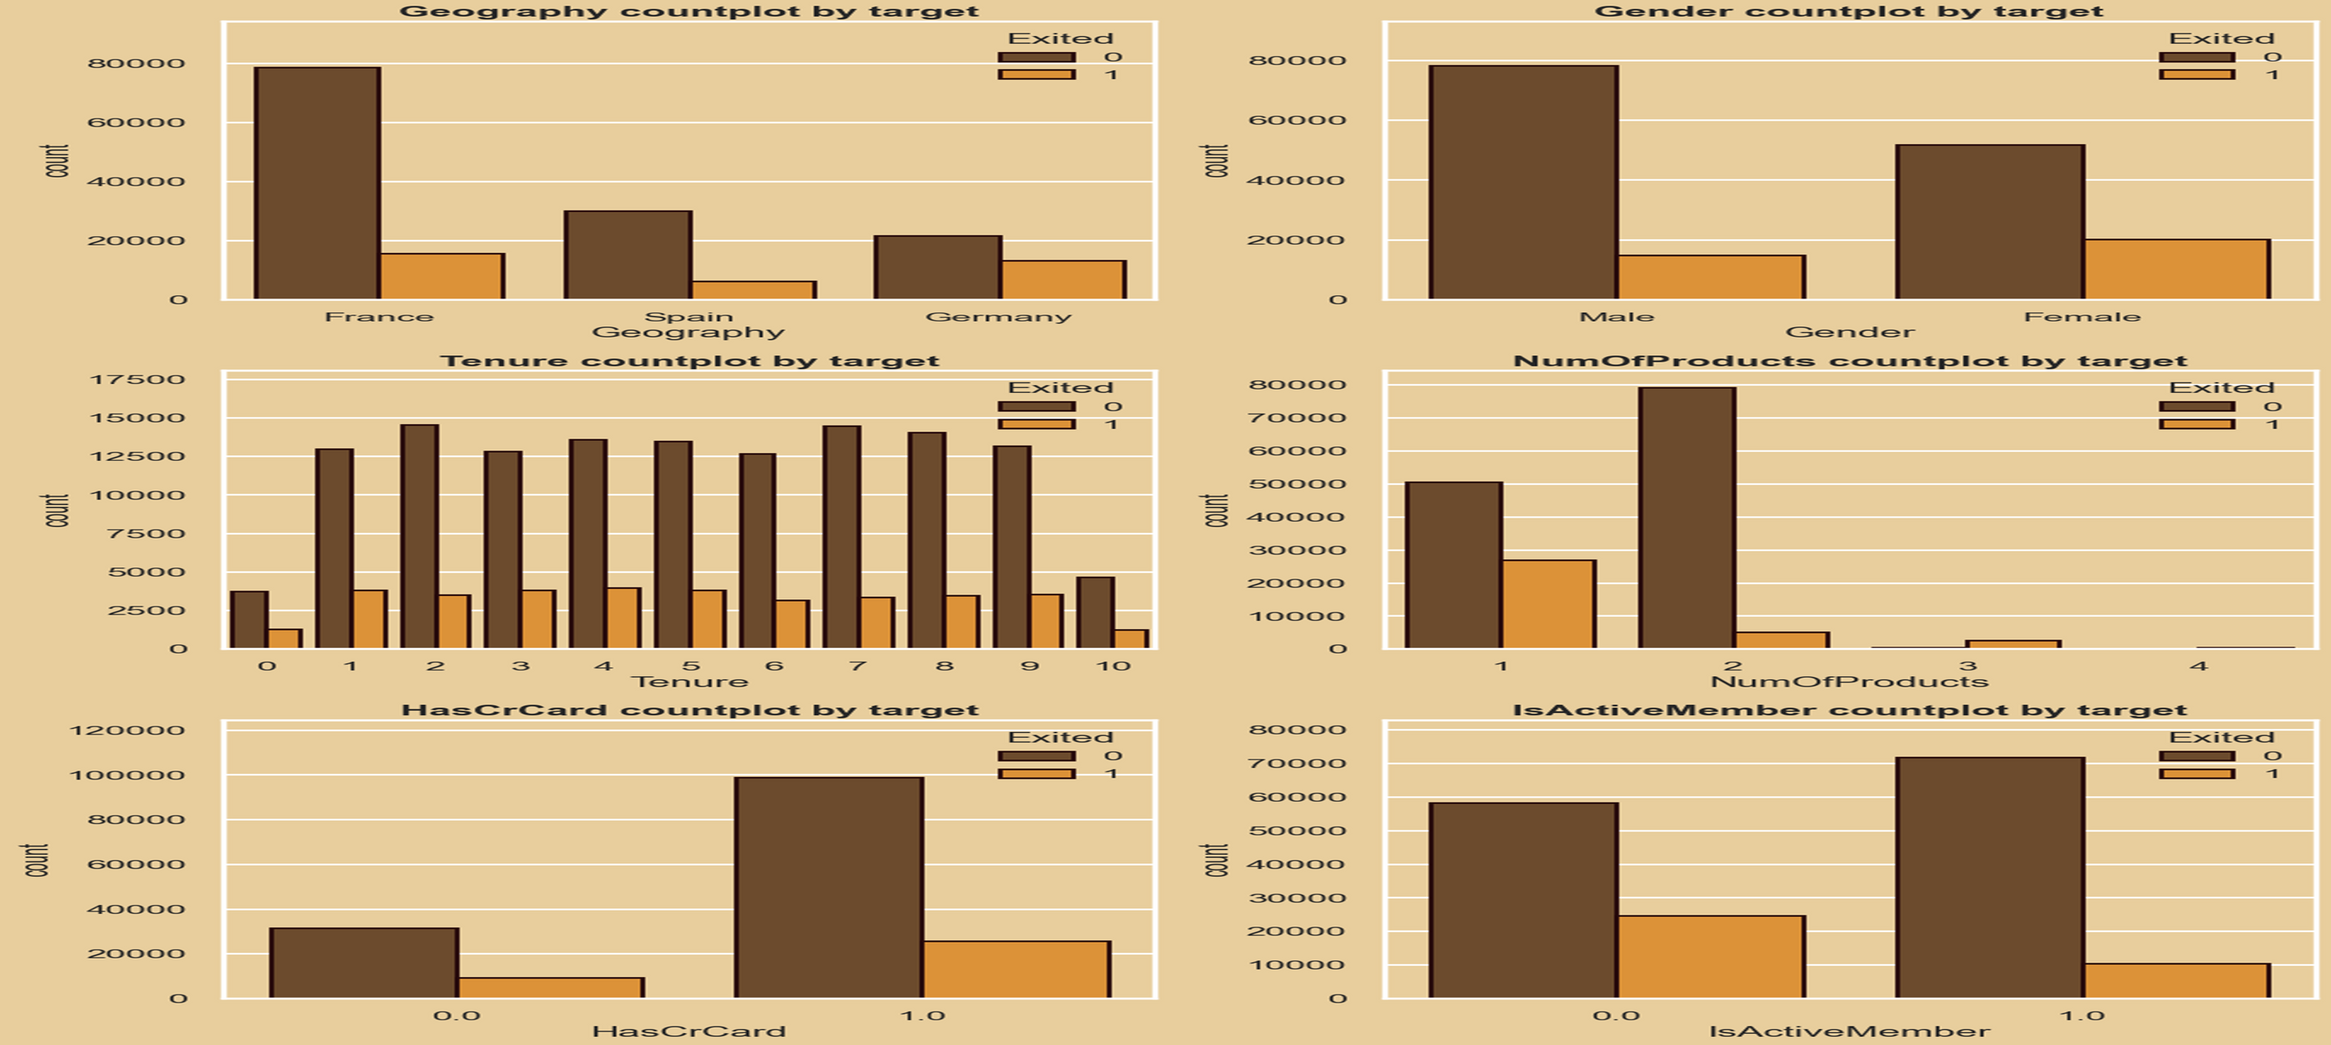 Geography countplot by target
Exited
0
1
80000
60000
40000
20000
0
count
France Spain Germany
Geography
Gender countplot by target
Exited
0
1
80000
60000
40000
20000
0
count
Male Female
Gender
Tenure countplot by target
Exited
0
1
17500
15000
12500
10000
7500
5000
2500
0
count
0 1 2 3 4 5 6 7 8 9 10
Tenure
NumOfProducts countplot by target
Exited
0
1
80000
70000
60000
50000
40000
30000
20000
10000
0
count
1 2 3 4
NumOfProducts
HasCrCard countplot by target
Exited
0
1
120000
100000
80000
60000
40000
20000
0
count
0.0 1.0
HasCrCard
IsActiveMember countplot by target
Exited
0
1
80000
70000
60000
50000
40000
30000
20000
10000
0
count
0.0 1.0
IsActiveMember